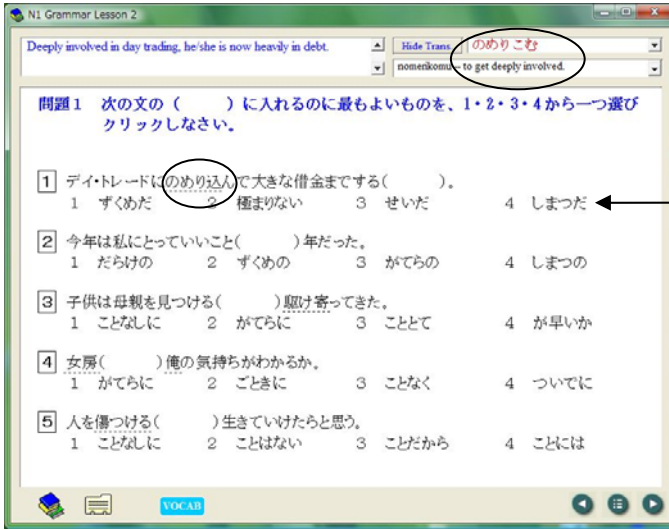 N1 Grammar Lesson 2
Deeply involved in day trading, he/she is now heavily in debt.
Hide Trans.
のめりこむ
nomerikomu – to get deeply involved.
問題1 次の文の（　　）に入れるのに最もよいものを、1・2・3・4から一つ選び
クリックしなさい。
1 デイ・トレードにのめり込んで大きな借金までする(　　)。
1 ずくめだ 2 極まりない 3 せいだ 4 しまつだ
2 今年は私にとっていいこと(　　)年だった。
1 だらけの 2 ずくめの 3 がてらの 4 しまつの
3 子供は母親を見つける(　　)駆け寄ってきた。
1 ことなしに 2 がてらに 3 こととて 4 が早いか
4 女房(　　)俺の気持ちがわかるか。
1 がてらに 2 ごときに 3 ことなく 4 ついでに
5 人を傷つける(　　)生きていけたらと思う。
1 ことなしに 2 ことはない 3 ことだから 4 ことには
VOCAB